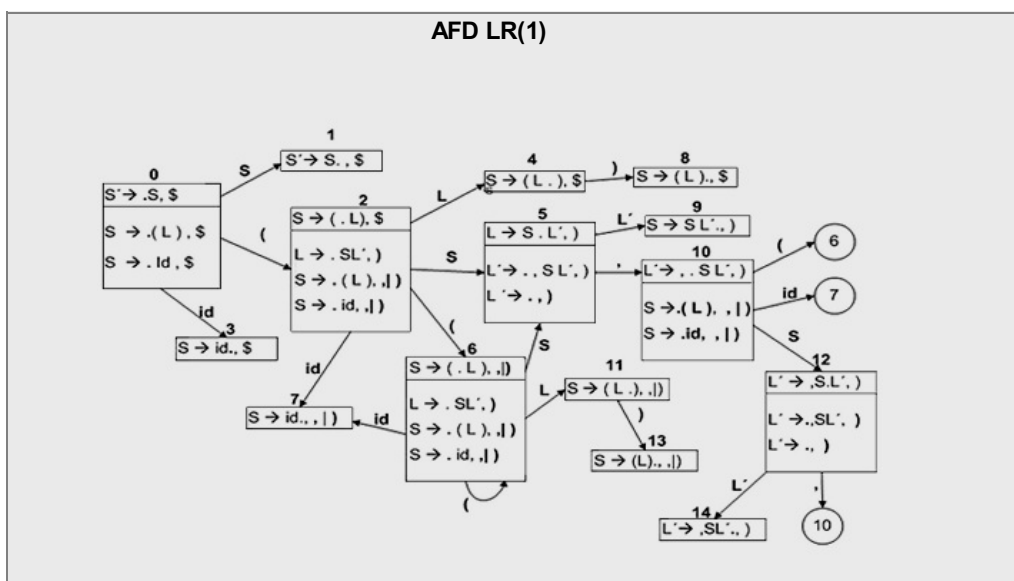 AFD LR(1)
0
S´→ .S, $
S → .( L ) , $
S → . Id , $
S
1
S´→ S. , $
(
id
3
S → id., $
2
S → ( . L), $
L → . SL´, )
S → . ( L ), ,| )
S → . id, ,| )
L
4
S → ( L . ), $
)
8
S → ( L )., $
S
5
L → S . L´, )
L´→ . , S L´, )
L ´→ . , )
L´
9
S → S L´., )
,
10
L´→ , . S L´, )
S →.( L ), , | )
S → .id, , | )
(
6
id
7
S
12
L´→ ,S.L´, )
L´→.,SL´, )
L´→ ., )
L´
14
L´→ ,SL´., )
,
10
(
id
7
S → id., , | )
id
6
S → ( . L ), ,| )
L → . SL´, )
S → . ( L ), ,| )
S → . id, ,| )
S
(
L
11
S → ( L .), ,| )
)
13
S → (L)., ,| )